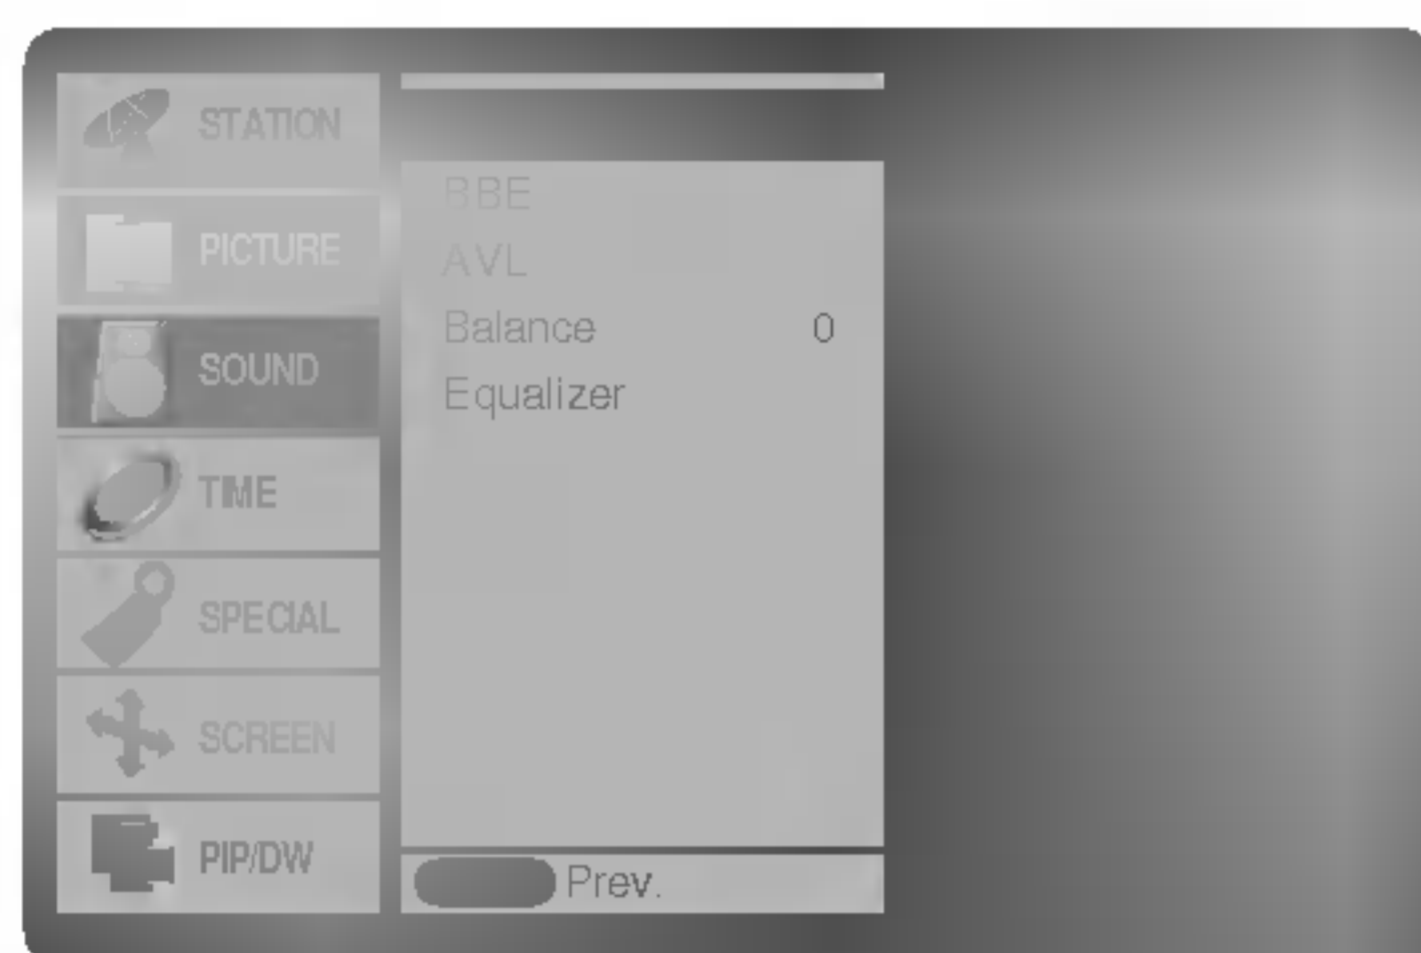 STATION
PICTURE
SOUND
TIME
SPECIAL
SCREEN
PIP/DW
BBE
AVL
Balance 0
Equalizer
Prev.